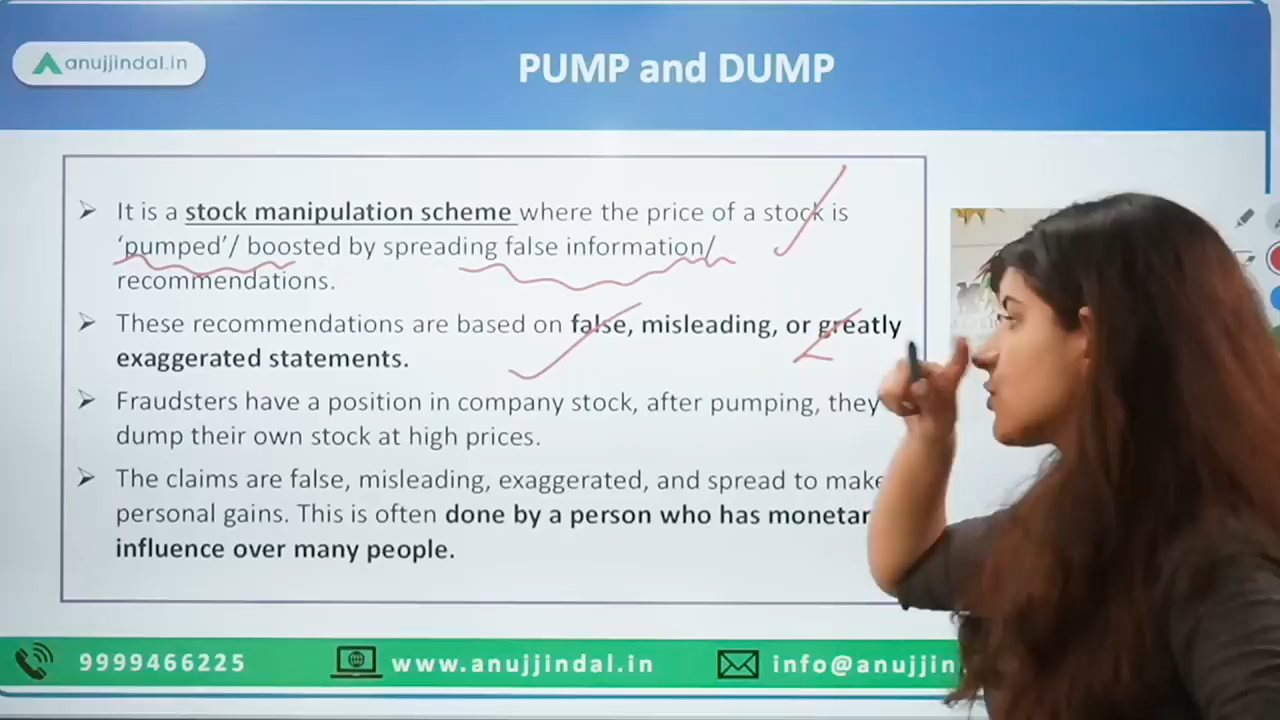 anujjindal.in
PUMP and DUMP
➤ It is a stock manipulation scheme where the price of a stock is
‘pumped’/ boosted by spreading false information/
recommendations.
➤ These recommendations are based on false, misleading, or greatly
exaggerated statements.
➤ Fraudsters have a position in company stock, after pumping, they
dump their own stock at high prices.
➤ The claims are false, misleading, exaggerated, and spread to make
personal gains. This is often done by a person who has monetar
influence over many people.
9999466225
www.anujjindal.in
info@anujjin